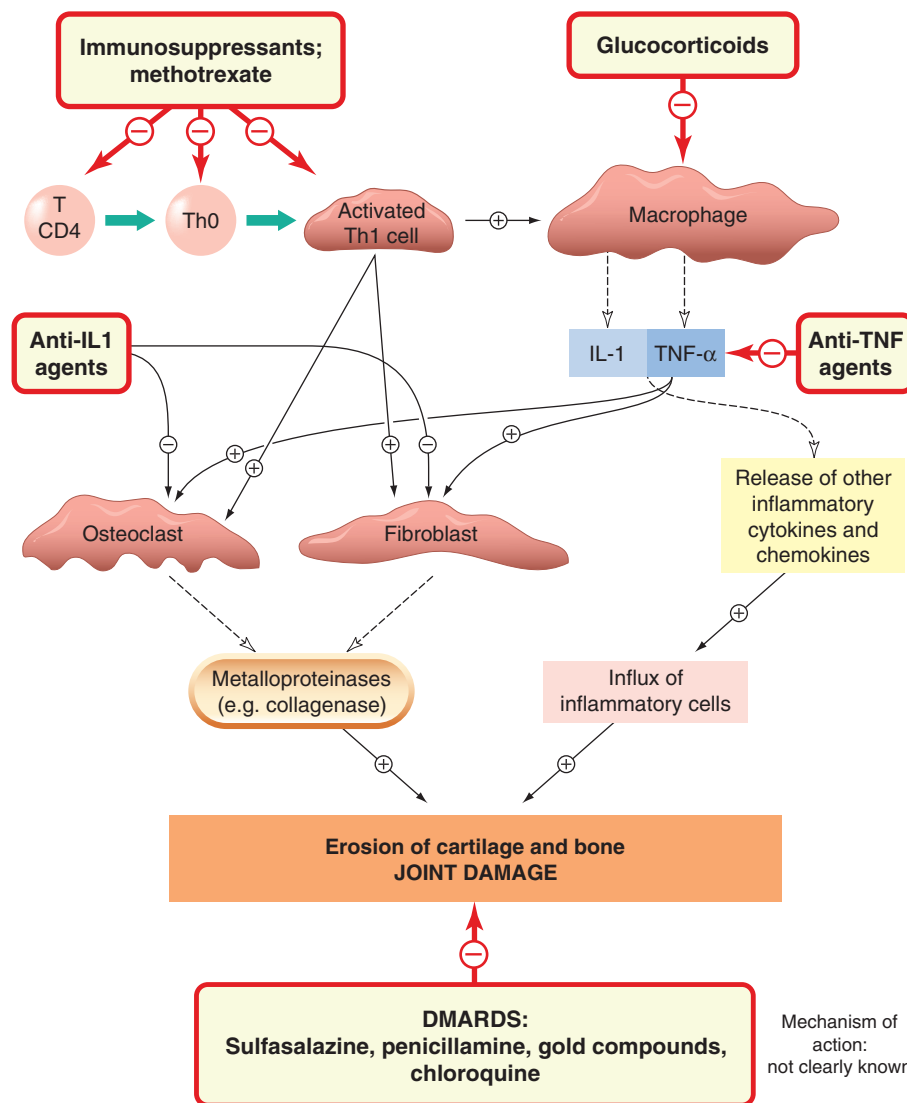 Immunosuppressants;
methotrexate
Glucocorticoids
T
CD4
Th0
Activated
Th1 cell
Macrophage
Anti-IL1
agents
IL-1
TNF-α
Anti-TNF
agents
Osteoclast
Fibroblast
Release of other
inflammatory
cytokines and
chemokines
Metalloproteinases
(e.g. collagenase)
Influx of
inflammatory cells
Erosion of cartilage and bone
JOINT DAMAGE
DMARDS:
Sulfasalazine, penicillamine, gold compounds,
chloroquine
Mechanism of
action:
not clearly known